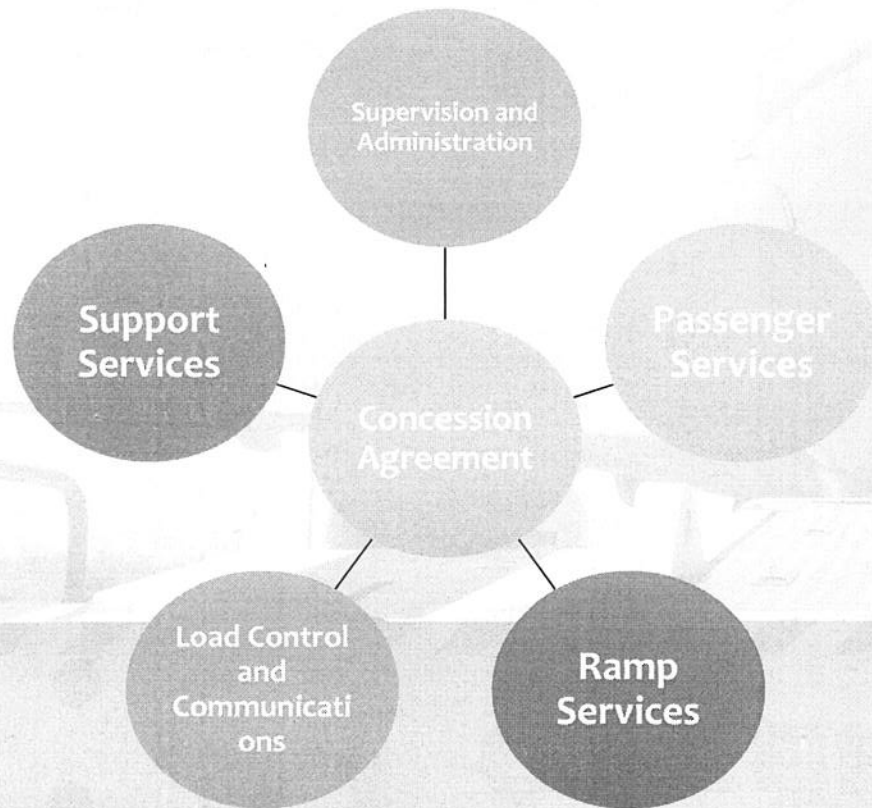 Supervision and
Administration
Support
Services
Passenger
Services
Concession
Agreement
Load Control
and
Communicati
ons
Ramp
Services